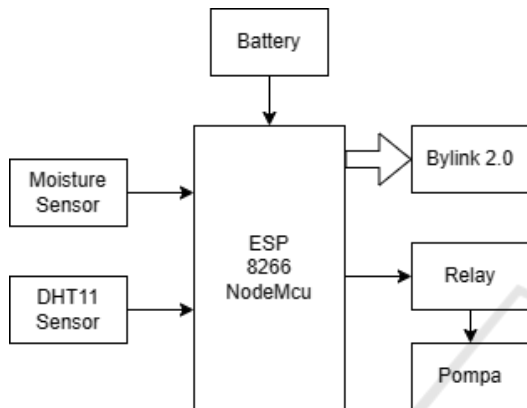 Battery
Moisture
Sensor
DHT11
Sensor
ESP
8266
NodeMcu
Bylink 2.0
Relay
Pompa